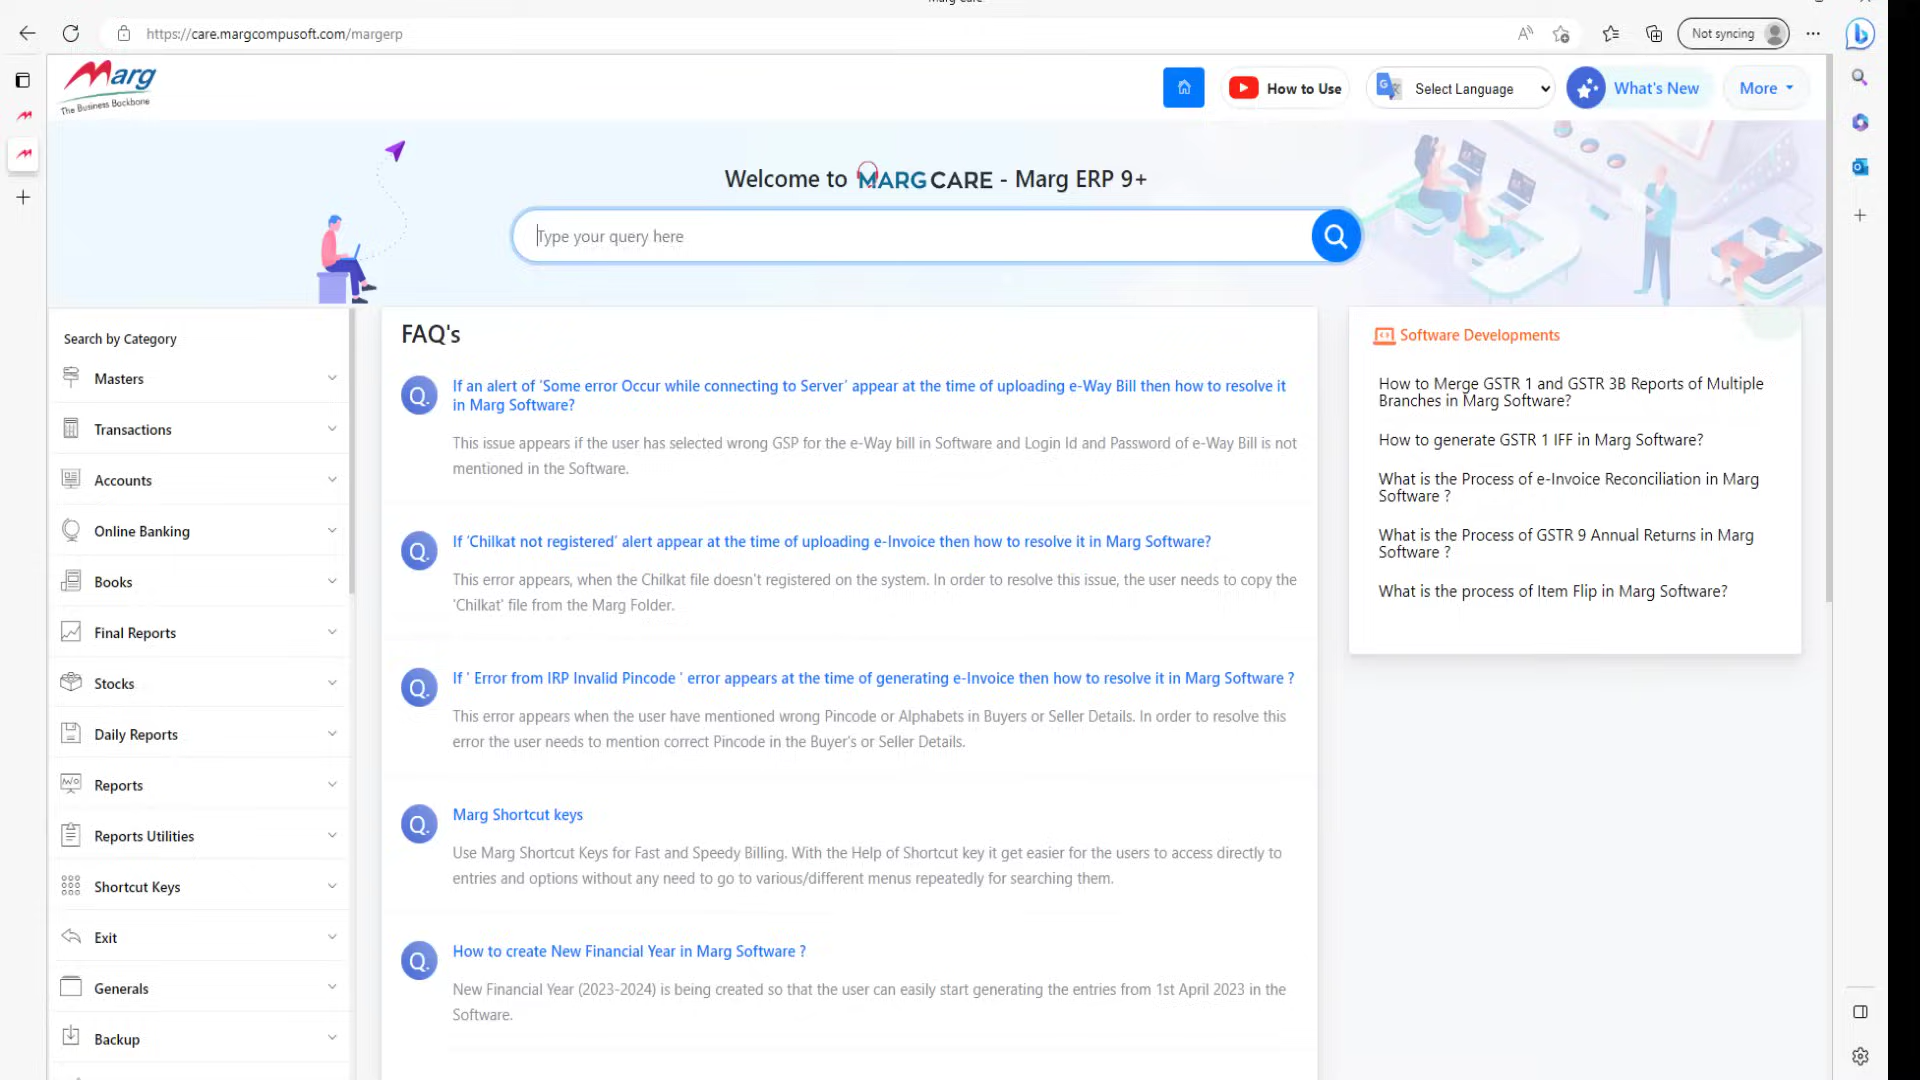 https://care.margcompusoft.com/margerp
Not syncing
Marg
The Business Backbone
How to Use
Select Language
What's New
More
Welcome to MARG CARE - Marg ERP 9+
Type your query here
Search by Category
Masters
Transactions
Accounts
Online Banking
Books
Final Reports
Stocks
Daily Reports
Reports
Reports Utilities
Shortcut Keys
Exit
Generals
Backup
FAQ's
Q.
If an alert of 'Some error Occur while connecting to Server' appear at the time of uploading e-Way Bill then how to resolve it
in Marg Software?
This issue appears if the user has selected wrong GSP for the e-Way bill in Software and Login Id and Password of e-Way Bill is not
mentioned in the Software.
Q.
If 'Chilkat not registered' alert appear at the time of uploading e-Invoice then how to resolve it in Marg Software?
This error appears, when the Chilkat file doesn't registered on the system. In order to resolve this issue, the user needs to copy the
'Chilkat' file from the Marg Folder.
Q.
If ' Error from IRP Invalid Pincode ' error appears at the time of generating e-Invoice then how to resolve it in Marg Software ?
This error appears when the user have mentioned wrong Pincode or Alphabets in Buyers or Seller Details. In order to resolve this
error the user needs to mention correct Pincode in the Buyer's or Seller Details.
Q.
Marg Shortcut keys
Use Marg Shortcut Keys for Fast and Speedy Billing. With the Help of Shortcut key it get easier for the users to access directly to
entries and options without any need to go to various/different menus repeatedly for searching them.
Q.
How to create New Financial Year in Marg Software ?
New Financial Year (2023-2024) is being created so that the user can easily start generating the entries from 1st April 2023 in the
Software.
Software Developments
How to Merge GSTR 1 and GSTR 3B Reports of Multiple
Branches in Marg Software?
How to generate GSTR 1 IFF in Marg Software?
What is the Process of e-Invoice Reconciliation in Marg
Software ?
What is the Process of GSTR 9 Annual Returns in Marg
Software ?
What is the process of Item Flip in Marg Software?